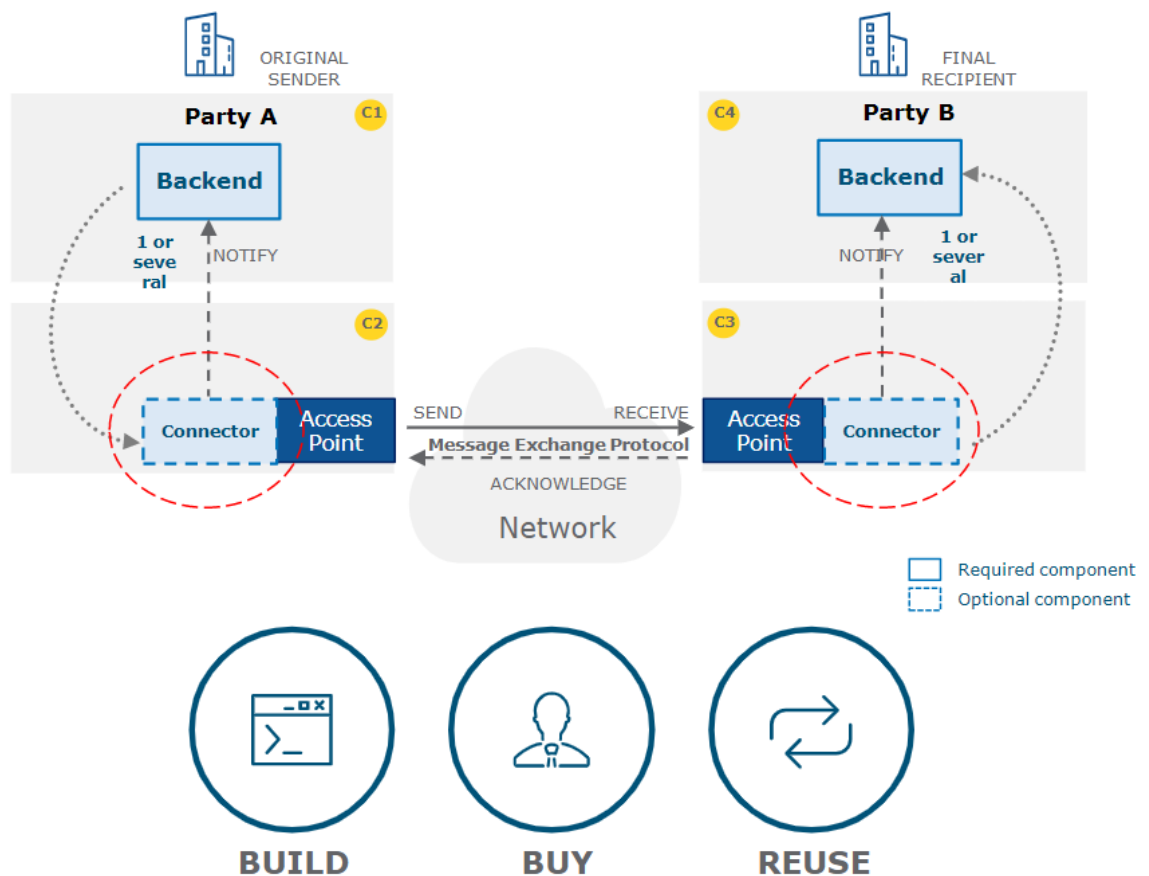 ORIGINAL
SENDER
FINAL
RECIPIENT
Party A
C1
C4
Party B
Backend
Backend
1 or
seve
ral
NOTIFY
NOTIFY
1 or
sever
al
C2
C3
Connector
Access
Point
SEND
RECEIVE
Message Exchange Protocol
ACKNOWLEDGE
Network
Access
Point
Connector
Required component
Optional component
>_
BUILD
BUY
REUSE